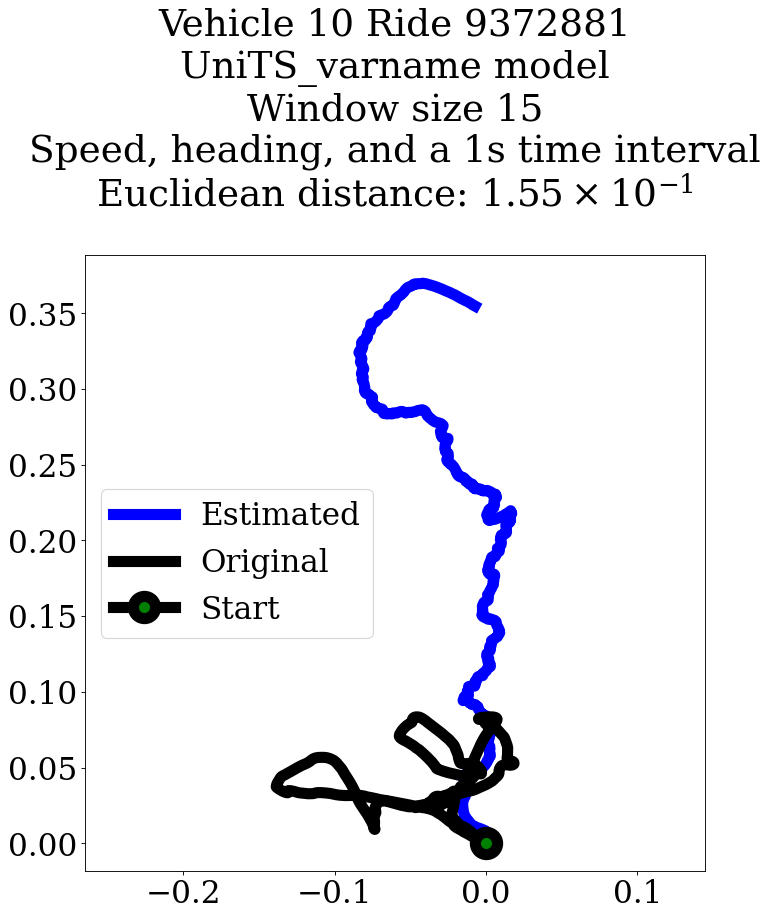 Vehicle 10 Ride 9372881
UniTS_varname model
Window size 15
Speed, heading, and a 1s time interval
Euclidean distance: 1.55 × 10⁻¹
0.35
0.30
0.25
0.20
0.15
0.10
0.05
0.00
Estimated
Original
Start
−0.2 −0.1 0.0 0.1